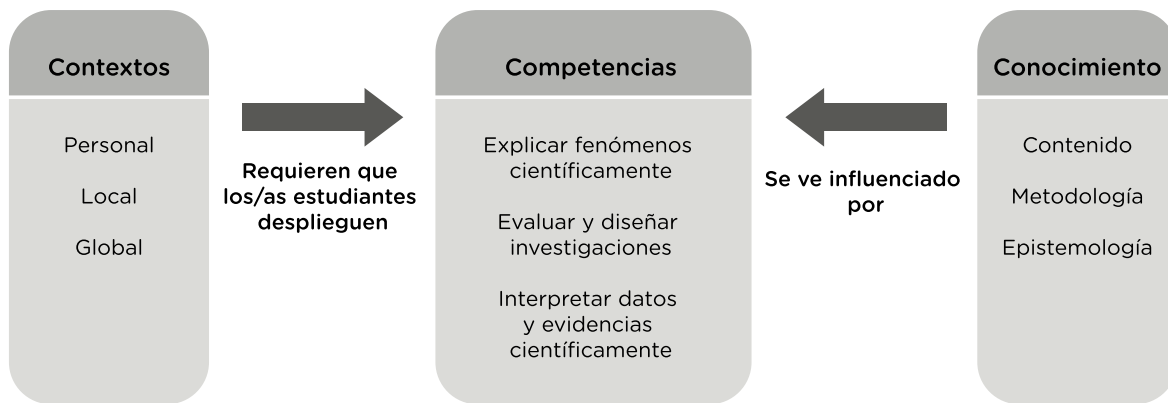 Contextos
Personal
Local
Global
Requieren que
los/as estudiantes
desplieguen
Competencias
Explicar fenómenos
científicamente
Evaluar y diseñar
investigaciones
Interpretar datos
y evidencias
científicamente
Se ve influenciado
por
Conocimiento
Contenido
Metodología
Epistemología